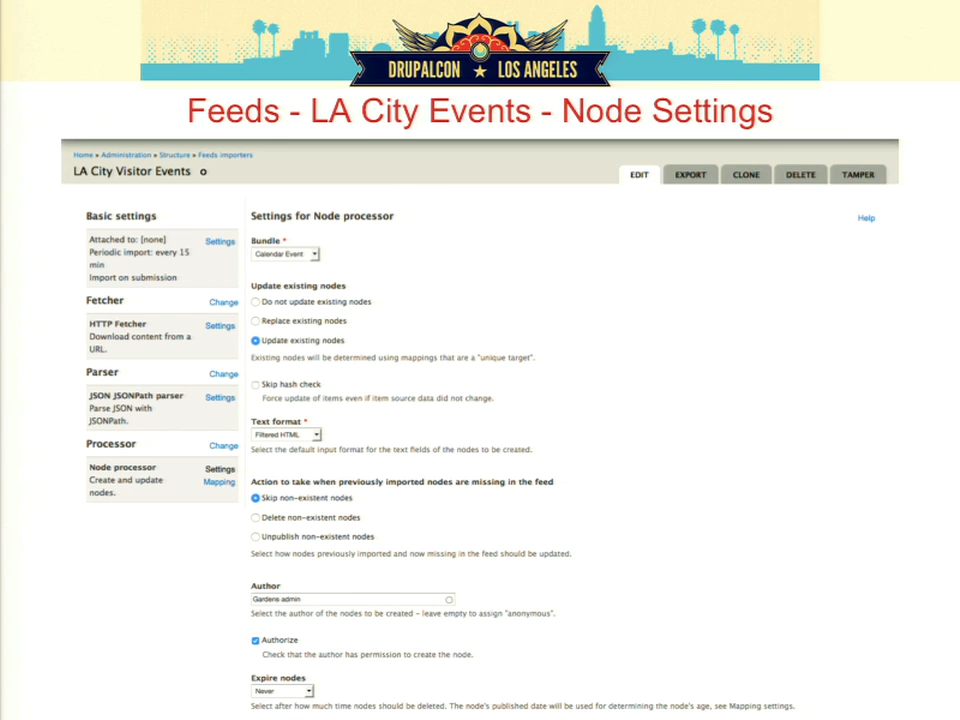 DRUPALCON ★ LOS ANGELES
Feeds - LA City Events - Node Settings
Home » Administration » Structure » Feeds importers
LA City Visitor Events
EDIT EXPORT CLONE DELETE TAMPER
Basic settings
Attached to: [none] Settings
Periodic import: every 15
min
Import on submission
Fetcher Change
HTTP Fetcher Settings
Download content from a
URL.
Parser Change
JSON JSONPath parser Settings
Parse JSON with
JSONPath.
Processor Change
Node processor Settings
Create and update Mapping
nodes.
Settings for Node processor
Help
Bundle *
Calendar Event
Update existing nodes
Do not update existing nodes
Replace existing nodes
Update existing nodes
Existing nodes will be determined using mappings that are a "unique target".
Skip hash check
Force update of items even if item source data did not change.
Text format *
Filtered HTML
Select the default input format for the text fields of the nodes to be created.
Action to take when previously imported nodes are missing in the feed
Skip non-existent nodes
Delete non-existent nodes
Unpublish non-existent nodes
Select how nodes previously imported and now missing in the feed should be updated.
Author
Gardens admin
Select the author of the nodes to be created - leave empty to assign "anonymous".
Authorize
Check that the author has permission to create the node.
Expire nodes
Never
Select after how much time nodes should be deleted. The node's published date will be used for determining the node's age, see Mapping settings.